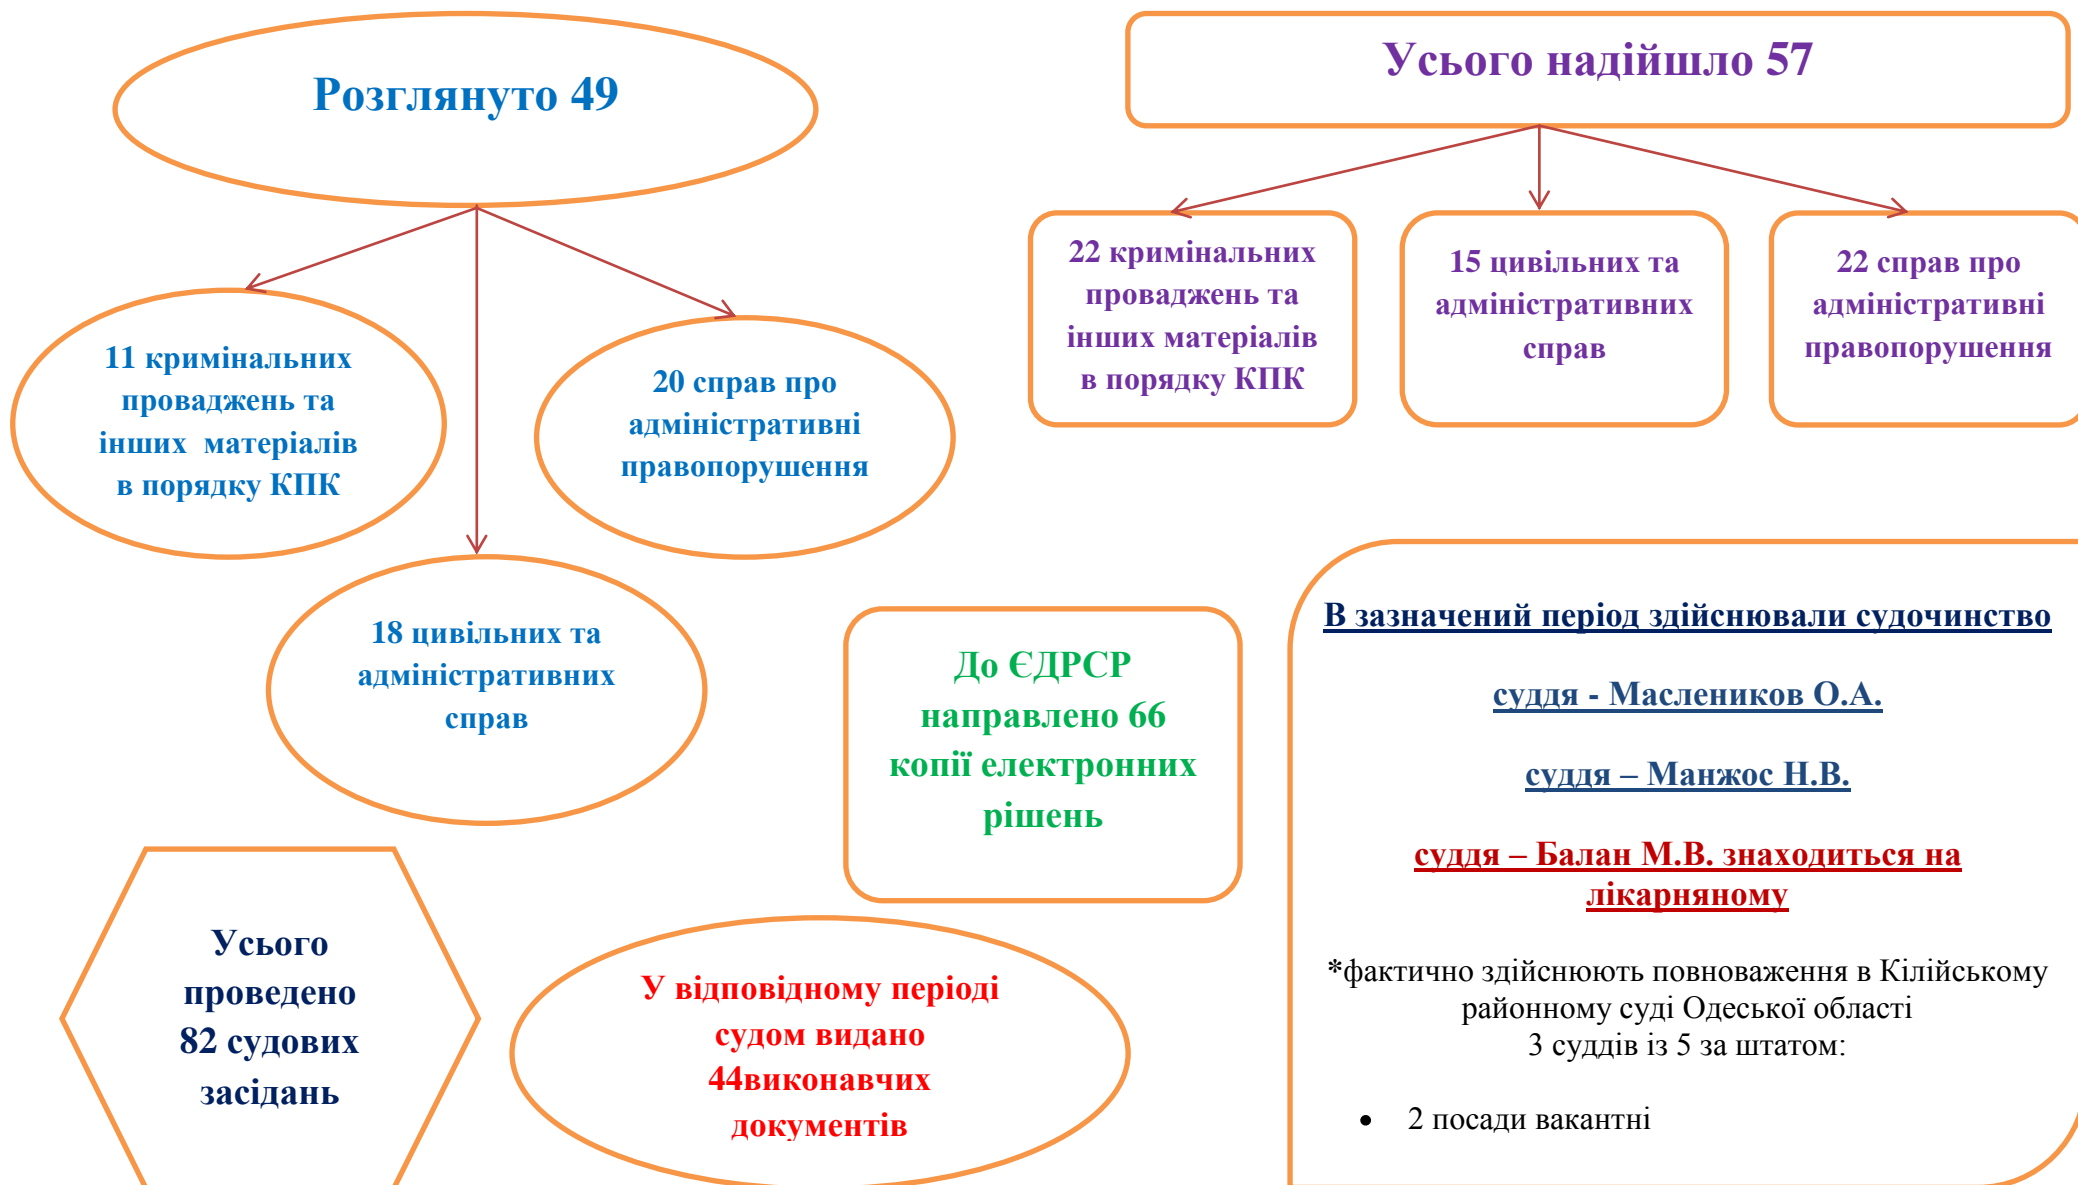 Розглянуто 49
Усього надійшло 57
22 кримінальних
проваджень та
інших матеріалів
в порядку КПК
15 цивільних та
адміністративних
справ
22 справ про
адміністративні
правопорушення
11 кримінальних
проваджень та
інших  матеріалів
в порядку КПК
20 справ про
адміністративні
правопорушення
18 цивільних та
адміністративних
справ
До ЄДРСР
направлено 66
копії електронних
рішень
В зазначений період здійснювали судочинство
суддя - Маслеников О.А.
суддя – Манжос Н.В.
суддя – Балан М.В. знаходиться на
лікарняному
*фактично здійснюють повноваження в Кілійському
районному суді Одеської області
3 суддів із 5 за штатом:
• 2 посади вакантні
Усього
проведено
82 судових
засідань
У відповідному періоді
судом видано
44виконавчих
документів